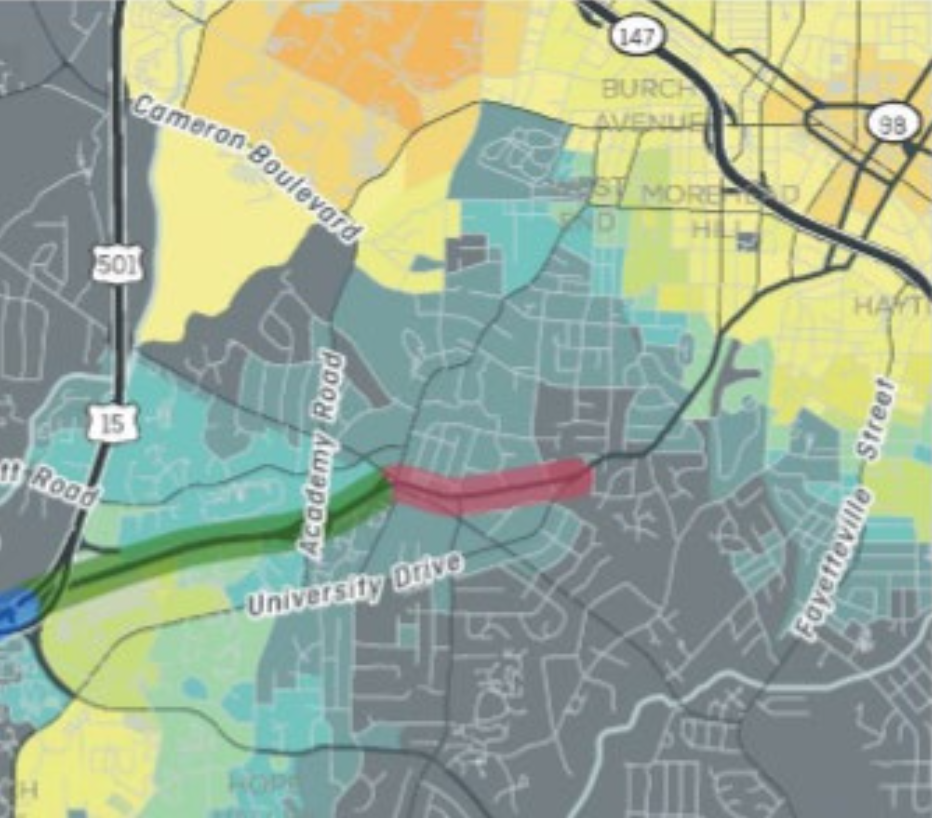 147
BURCH
AVENUE
98
Cameron Boulevard
WEST
END
MOREHEAD
HILL
501
HAYT
15
Academy Road
Street
tt Road
Fayetteville
University Drive
CH
HOPE